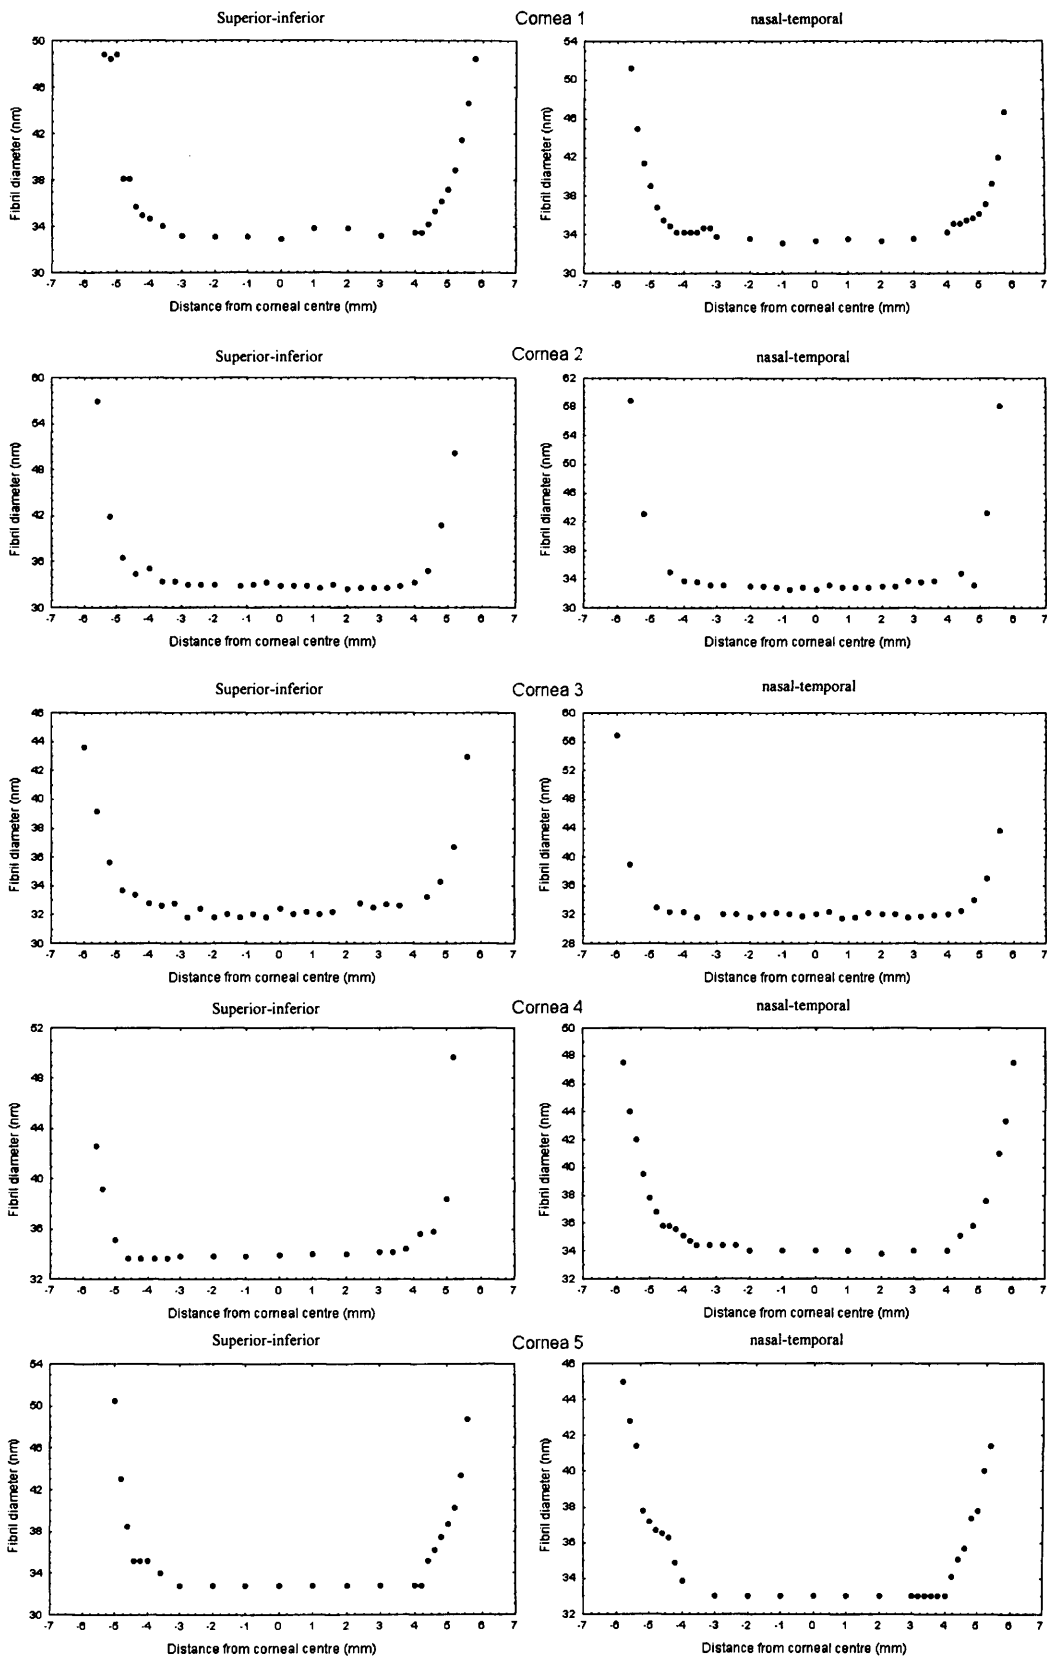 Superior-inferior Cornea 1 nasal-temporal
Fibril diameter (nm)
50
46
42
38
34
30
-7 -6 -5 -4 -3 -2 -1 0 1 2 3 4 5 6 7
Distance from corneal centre (mm)
Fibril diameter (nm)
54
50
46
42
38
34
30
-7 -6 -5 -4 -3 -2 -1 0 1 2 3 4 5 6 7
Distance from corneal centre (mm)
Superior-inferior Cornea 2 nasal-temporal
Fibril diameter (nm)
60
54
48
42
36
30
-7 -6 -5 -4 -3 -2 -1 0 1 2 3 4 5 6 7
Distance from corneal centre (mm)
Fibril diameter (nm)
62
58
54
50
46
42
38
34
30
-7 -6 -5 -4 -3 -2 -1 0 1 2 3 4 5 6 7
Distance from corneal centre (mm)
Superior-inferior Cornea 3 nasal-temporal
Fibril diameter (nm)
46
44
42
40
38
36
34
32
30
-7 -6 -5 -4 -3 -2 -1 0 1 2 3 4 5 6 7
Distance from corneal centre (mm)
Fibril diameter (nm)
60
56
52
48
44
40
36
32
28
-7 -6 -5 -4 -3 -2 -1 0 1 2 3 4 5 6 7
Distance from corneal centre (mm)
Superior-inferior Cornea 4 nasal-temporal
Fibril diameter (nm)
52
48
44
40
36
32
-7 -6 -5 -4 -3 -2 -1 0 1 2 3 4 5 6 7
Distance from corneal centre (mm)
Fibril diameter (nm)
50
48
46
44
42
40
38
36
34
32
-7 -6 -5 -4 -3 -2 -1 0 1 2 3 4 5 6 7
Distance from corneal centre (mm)
Superior-inferior Cornea 5 nasal-temporal
Fibril diameter (nm)
54
50
46
42
38
34
30
-7 -6 -5 -4 -3 -2 -1 0 1 2 3 4 5 6 7
Distance from corneal centre (mm)
Fibril diameter (nm)
46
44
42
40
38
36
34
32
-7 -6 -5 -4 -3 -2 -1 0 1 2 3 4 5 6 7
Distance from corneal centre (mm)